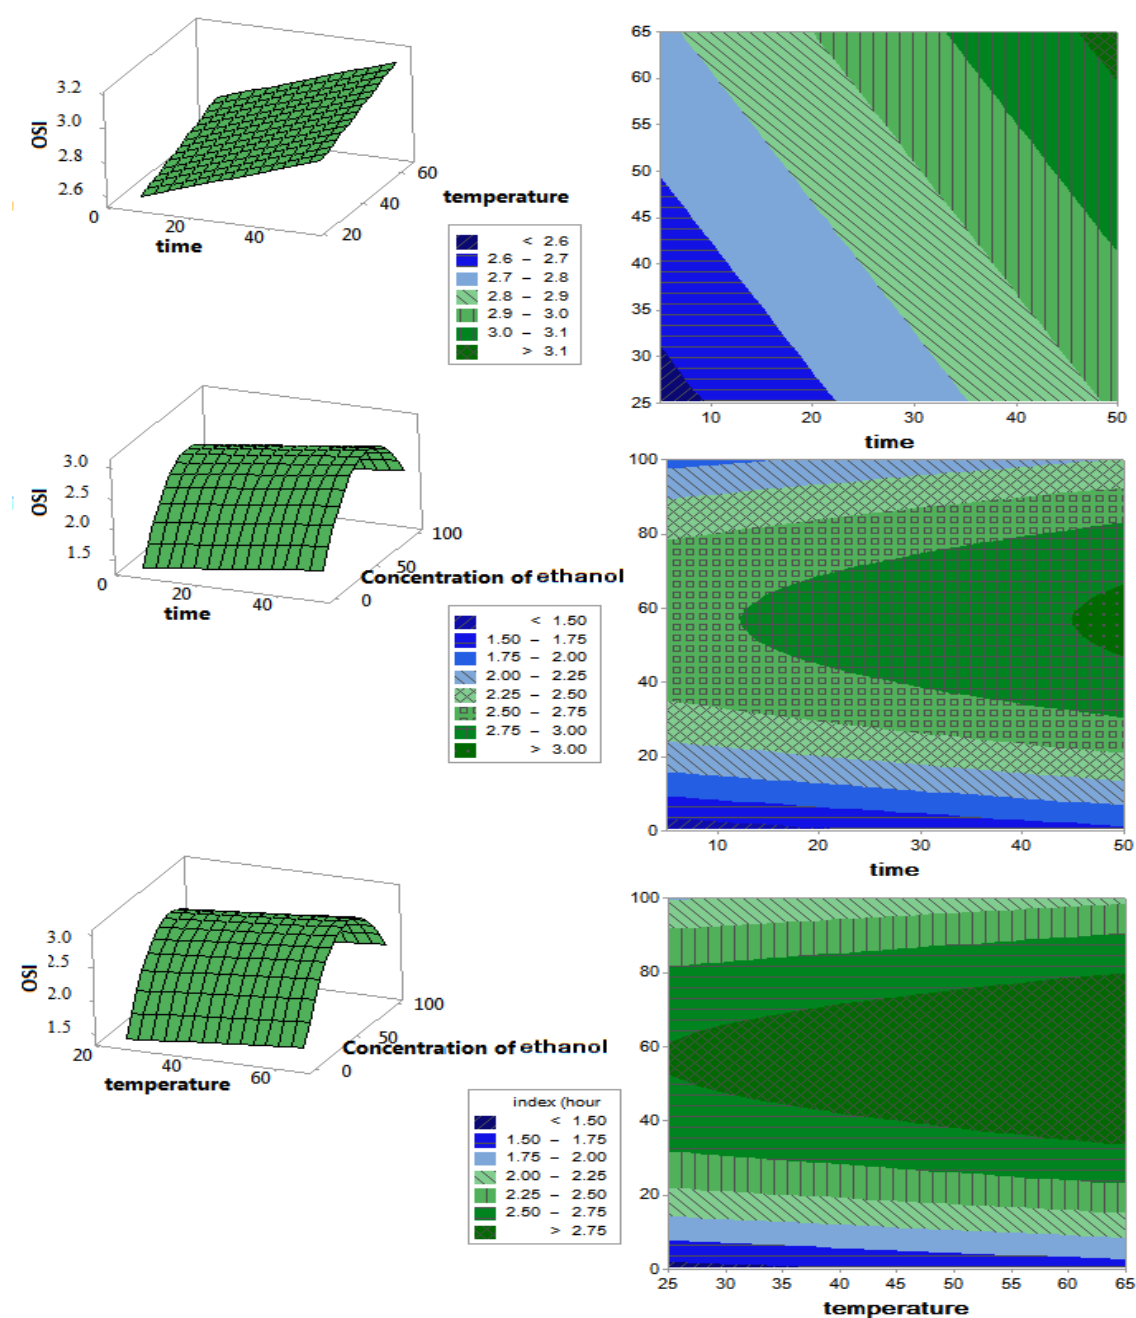 3.2
3.0
2.8
2.6
OSI
0
20
40
time
20
40
60
temperature
< 2.6
2.6 – 2.7
2.7 – 2.8
2.8 – 2.9
2.9 – 3.0
3.0 – 3.1
> 3.1
65
60
55
50
45
40
35
30
25
10 20 30 40 50
time
3.0
2.5
2.0
1.5
OSI
0
20
40
time
0
50
100
Concentration of ethanol
< 1.50
1.50 – 1.75
1.75 – 2.00
2.00 – 2.25
2.25 – 2.50
2.50 – 2.75
2.75 – 3.00
> 3.00
100
80
60
40
20
0
10 20 30 40 50
time
3.0
2.5
2.0
1.5
OSI
20
40
60
temperature
0
50
100
Concentration of ethanol
index (hour
< 1.50
1.50 – 1.75
1.75 – 2.00
2.00 – 2.25
2.25 – 2.50
2.50 – 2.75
> 2.75
100
80
60
40
20
0
25 30 35 40 45 50 55 60 65
temperature